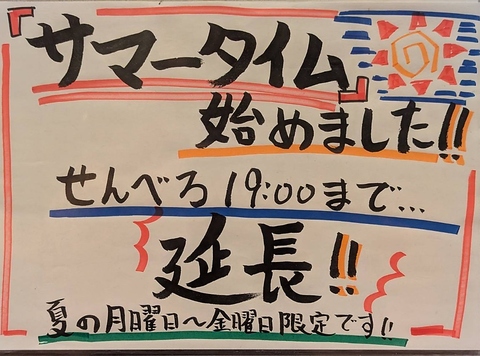 『サマータイム』
始めました!!
せんべろ19:00まで...
延長!!
夏の月曜日〜金曜日限定です!!